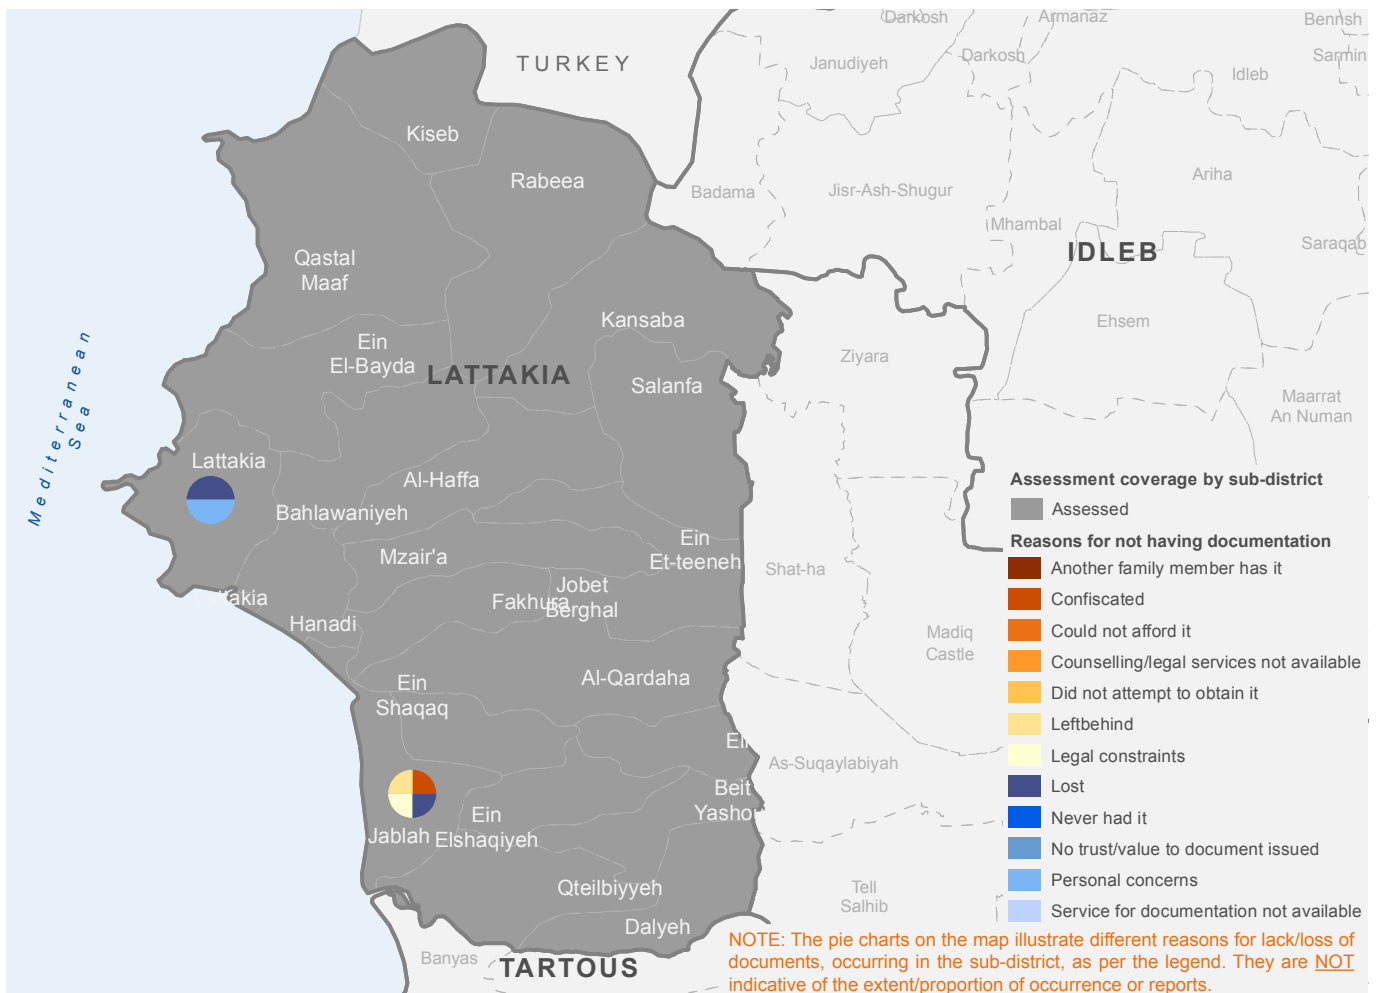 Darkosh
Armanaz
Bennsh
TURKEY
Janudiyeh
Darkosh
Sarmin
Idleb
Kiseb
Rabeea
Badama
Jisr-Ash-Shugur
Ariha
Mhambal
Saraqab
IDLEB
Qastal
Maaf
Kansaba
Ehsem
Mediterranean
Sea
Ein
El-Bayda
LATTAKIA
Ziyara
Salanfa
Maarrat
An Numan
Lattakia
Al-Haffa
Bahlawaniyeh
Mzair'a
Ein
Et-teeneh
Shat-ha
Jobet
Berghal
Fakhura
Lattakia
Hanadi
Madiq
Castle
Al-Qardaha
Ein
Shaqaq
As-Suqaylabiyah
Beit
Yashou
Jablah
Ein
Elshaqiyeh
Qteilbiyyeh
Tell
Salhib
Dalyeh
Banyas
TARTOUS
Assessment coverage by sub-district
Assessed
Reasons for not having documentation
Another family member has it
Confiscated
Could not afford it
Counselling/legal services not available
Did not attempt to obtain it
Leftbehind
Legal constraints
Lost
Never had it
No trust/value to document issued
Personal concerns
Service for documentation not available
NOTE: The pie charts on the map illustrate different reasons for lack/loss of
documents, occurring in the sub-district, as per the legend. They are NOT
indicative of the extent/proportion of occurrence or reports.